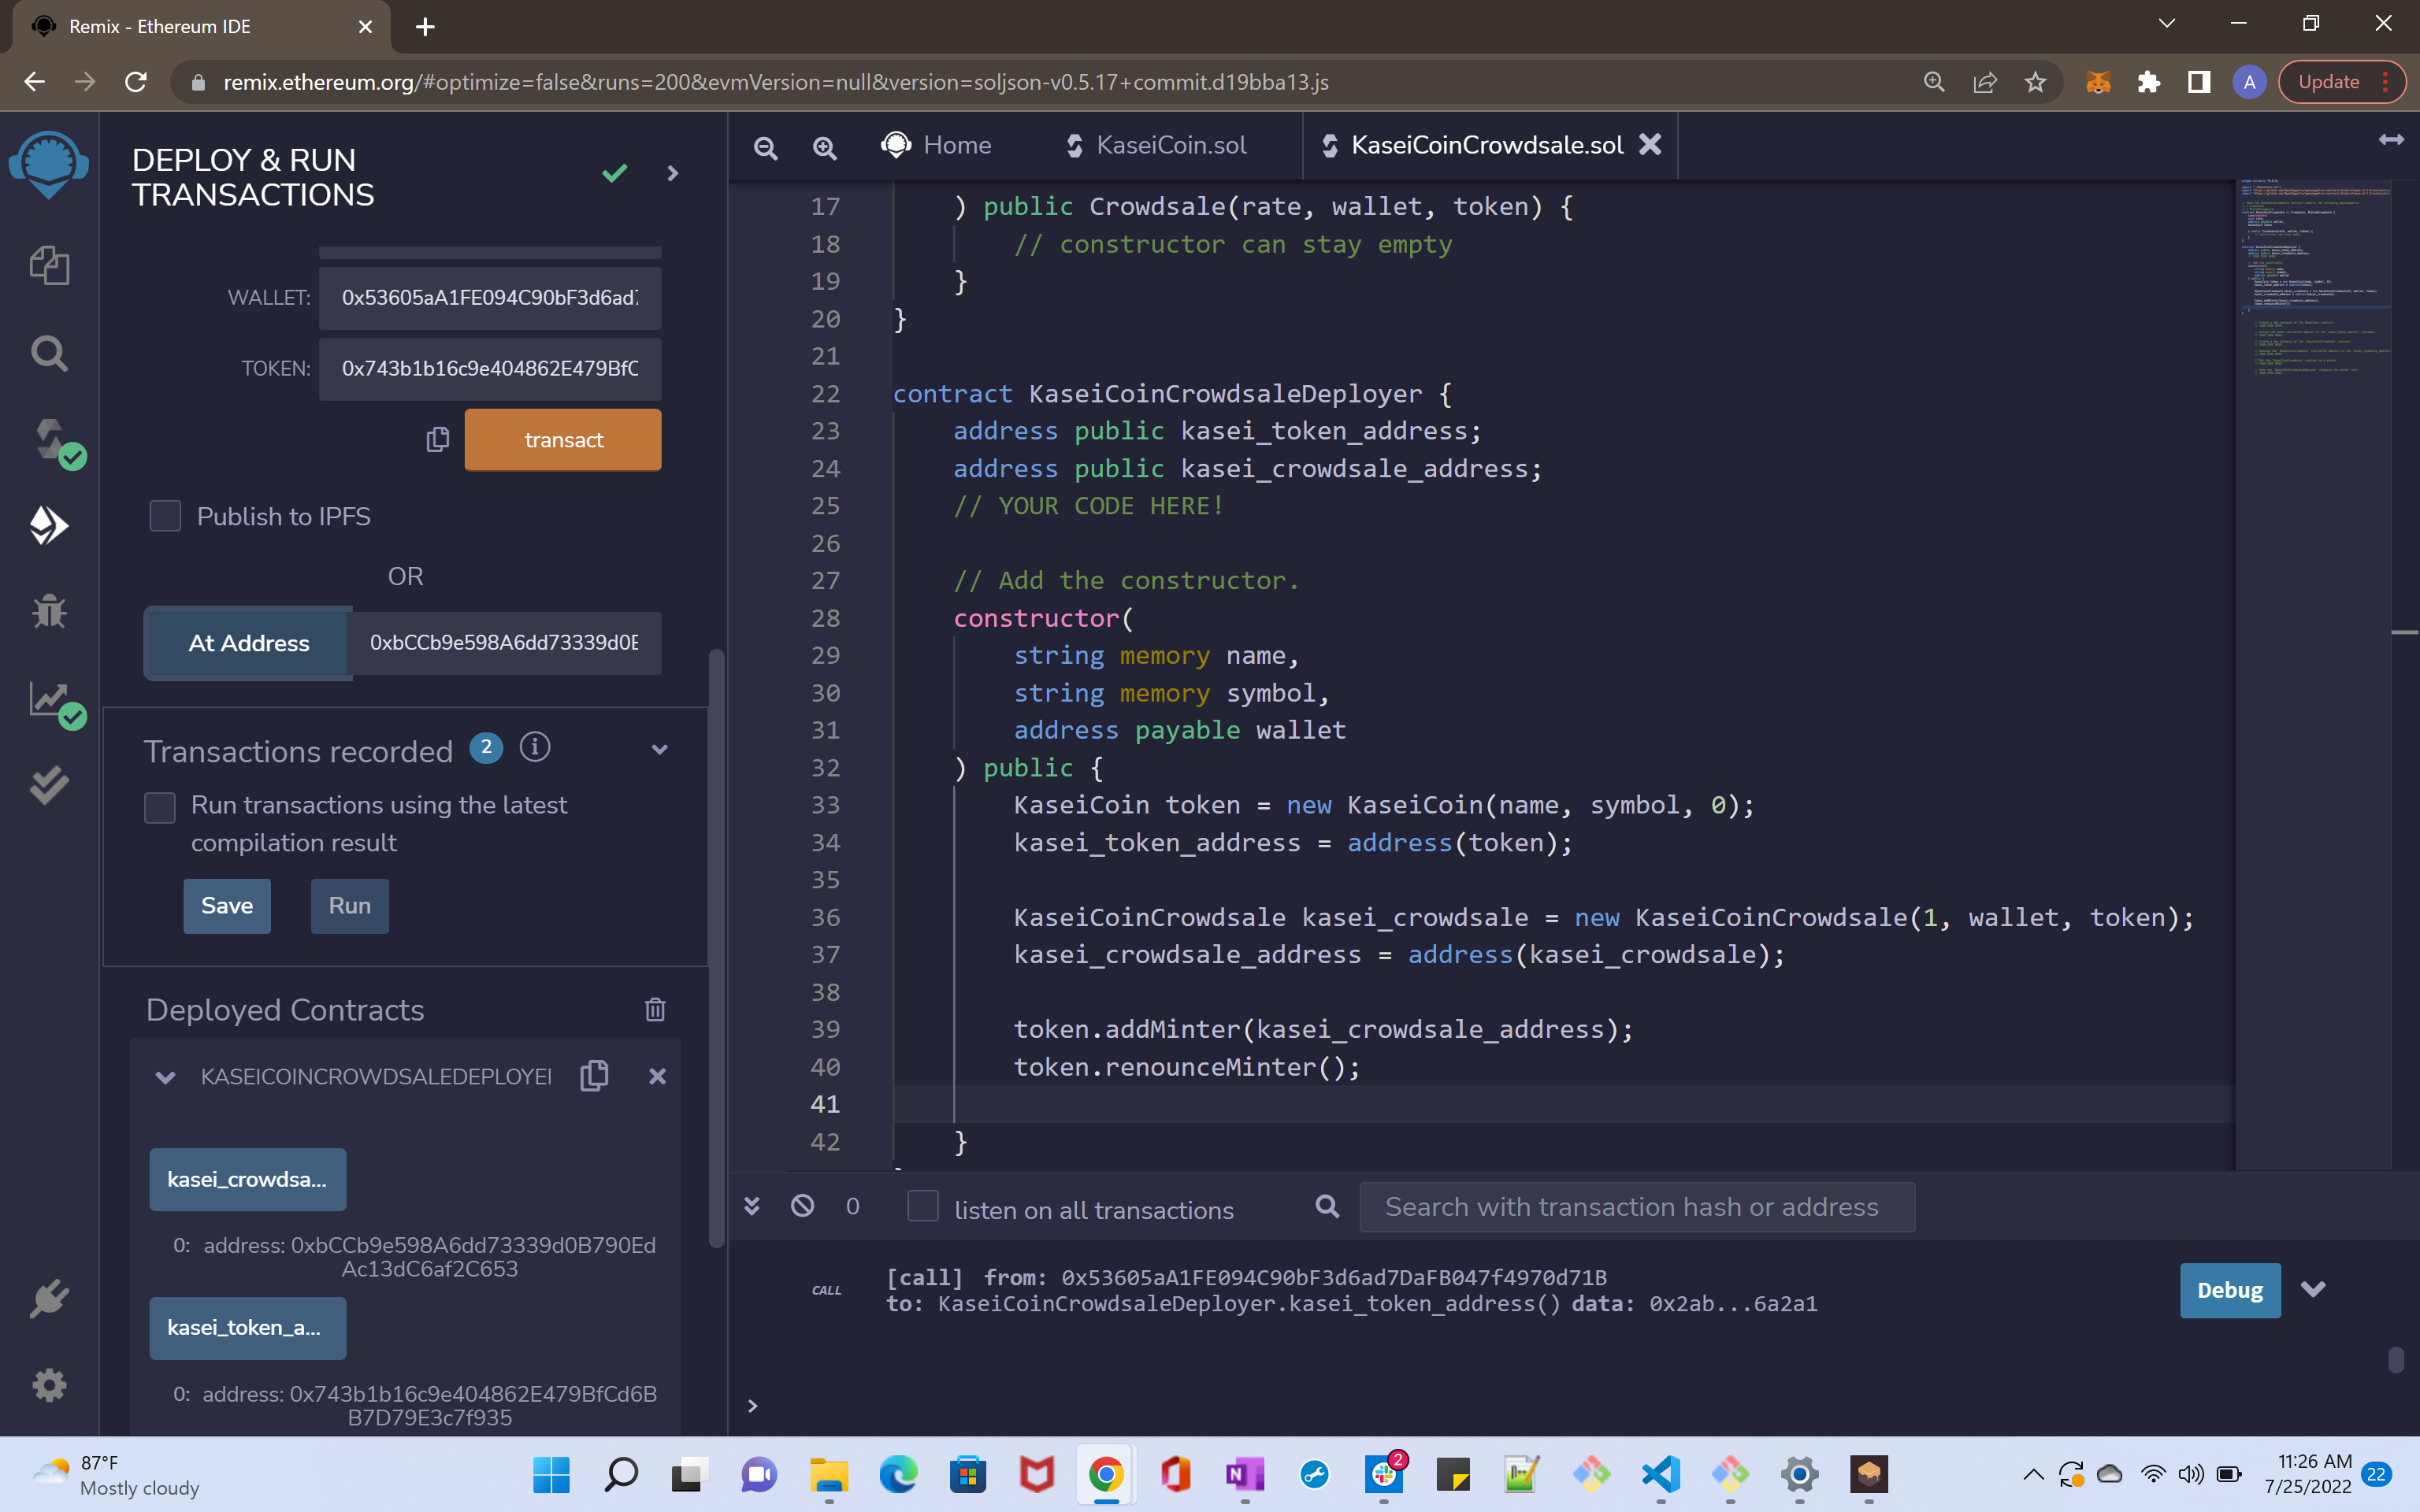 Remix - Ethereum IDE
remix.ethereum.org/#optimize=false&runs=200&evmVersion=null&version=soljson-v0.5.17+commit.d19bba13.js
A
Update
DEPLOY & RUN
TRANSACTIONS
WALLET: 0x53605aA1FE094C90bF3d6ad7
TOKEN: 0x743b1b16c9e404862E479BfC
transact
Publish to IPFS
OR
At Address 0xbCCb9e598A6dd73339d0B
Transactions recorded 2 i
Run transactions using the latest
compilation result
Save Run
Deployed Contracts
KASEICOINCROWDSALEDEPLOYE
kasei_crowdsa...
0: address: 0xbCCb9e598A6dd73339d0B790Ed
Ac13dC6af2C653
kasei_token_a...
0: address: 0x743b1b16c9e404862E479BfCd6B
B7D79E3c7f935
Home KaseiCoin.sol KaseiCoinCrowdsale.sol
17 ) public Crowdsale(rate, wallet, token) {
18 // constructor can stay empty
19 }
20 }
21
22 contract KaseiCoinCrowdsaleDeployer {
23 address public kasei_token_address;
24 address public kasei_crowdsale_address;
25 // YOUR CODE HERE!
26
27 // Add the constructor.
28 constructor(
29 string memory name,
30 string memory symbol,
31 address payable wallet
32 ) public {
33 KaseiCoin token = new KaseiCoin(name, symbol, 0);
34 kasei_token_address = address(token);
35
36 KaseiCoinCrowdsale kasei_crowdsale = new KaseiCoinCrowdsale(1, wallet, token);
37 kasei_crowdsale_address = address(kasei_crowdsale);
38
39 token.addMinter(kasei_crowdsale_address);
40 token.renounceMinter();
41
42 }
0 listen on all transactions Search with transaction hash or address
CALL [call] from: 0x53605aA1FE094C90bF3d6ad7DaFB047f4970d71B
to: KaseiCoinCrowdsaleDeployer.kasei_token_address() data: 0x2ab...6a2a1
Debug
>
87°F
Mostly cloudy
2
11:26 AM
7/25/2022
22